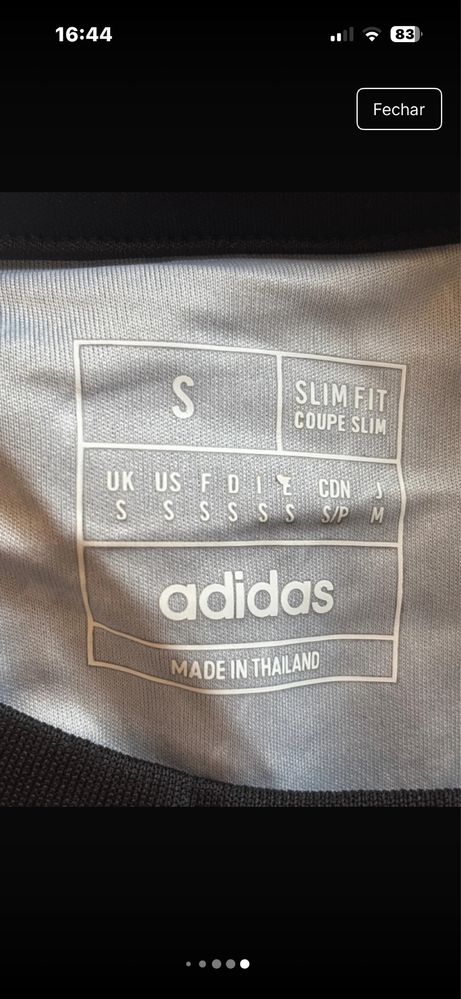 16:44
83
Fechar
S
SLIM FIT
COUPE SLIM
UK US F D I E CDN J
S S S S S S S/P M
adidas
MADE IN THAILAND